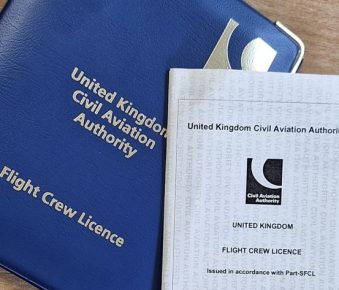 United Kingdom
Civil Aviation
Authority
Flight Crew Licence
United Kingdom Civil Aviation Authorit
Civil Aviation
Authority
UNITED KINGDOM
FLIGHT CREW LICENCE
Issued in accordance with Part-SFCL